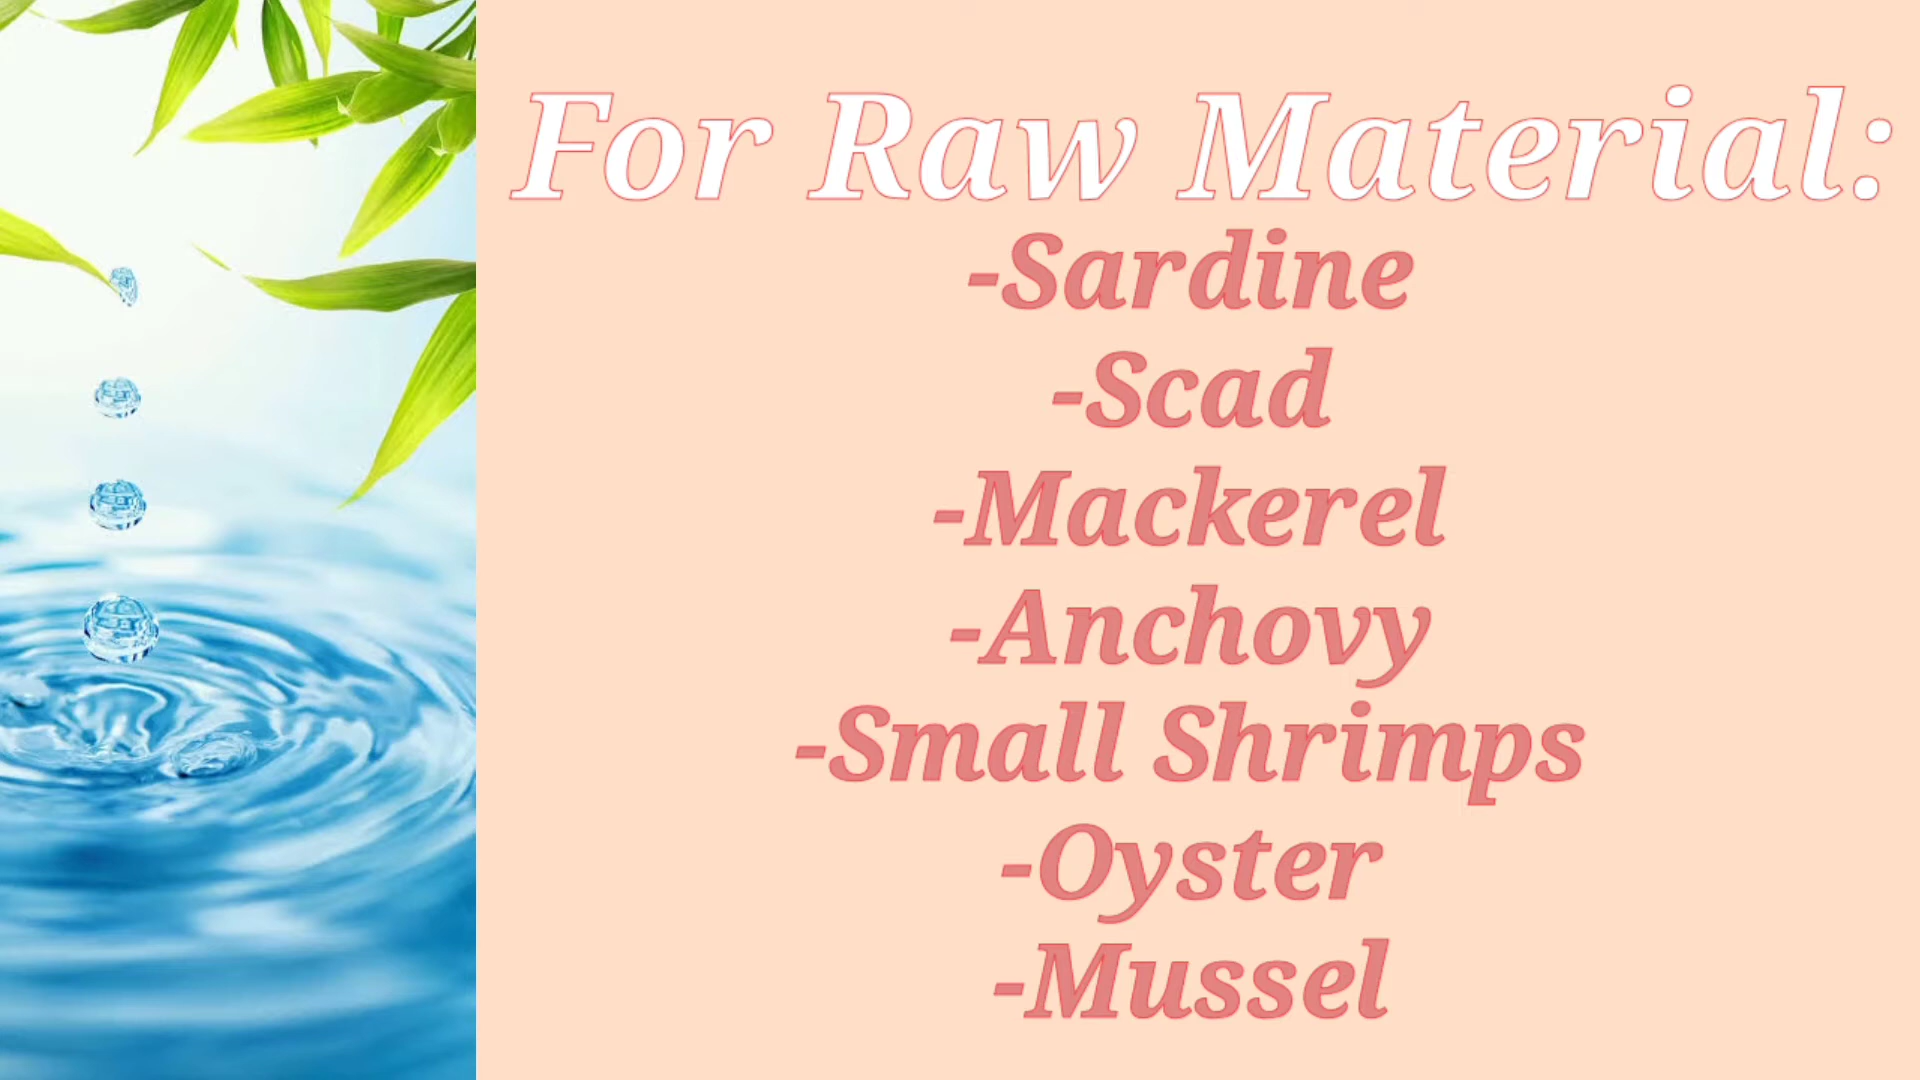 For Raw Material:
-Sardine
-Scad
-Mackerel
-Anchovy
-Small Shrimps
-Oyster
-Mussel